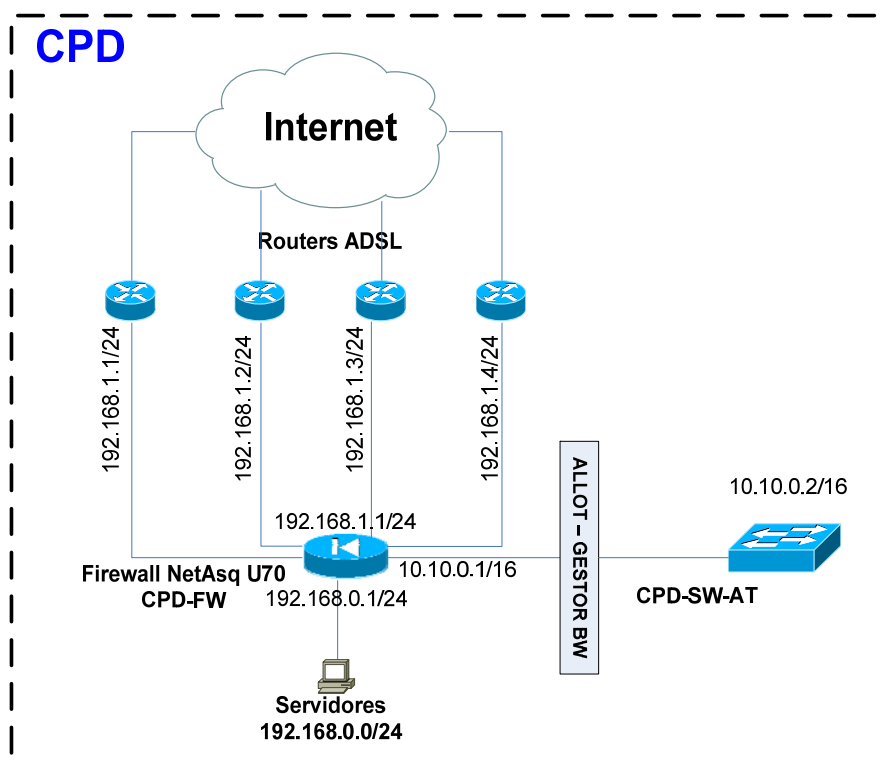 CPD
Internet
Routers ADSL
192.168.1.1/24
192.168.1.2/24
192.168.1.3/24
192.168.1.4/24
ALLOT – GESTOR BW
10.10.0.2/16
192.168.1.1/24
Firewall NetAsq U70
CPD-FW
10.10.0.1/16
192.168.0.1/24
CPD-SW-AT
Servidores
192.168.0.0/24